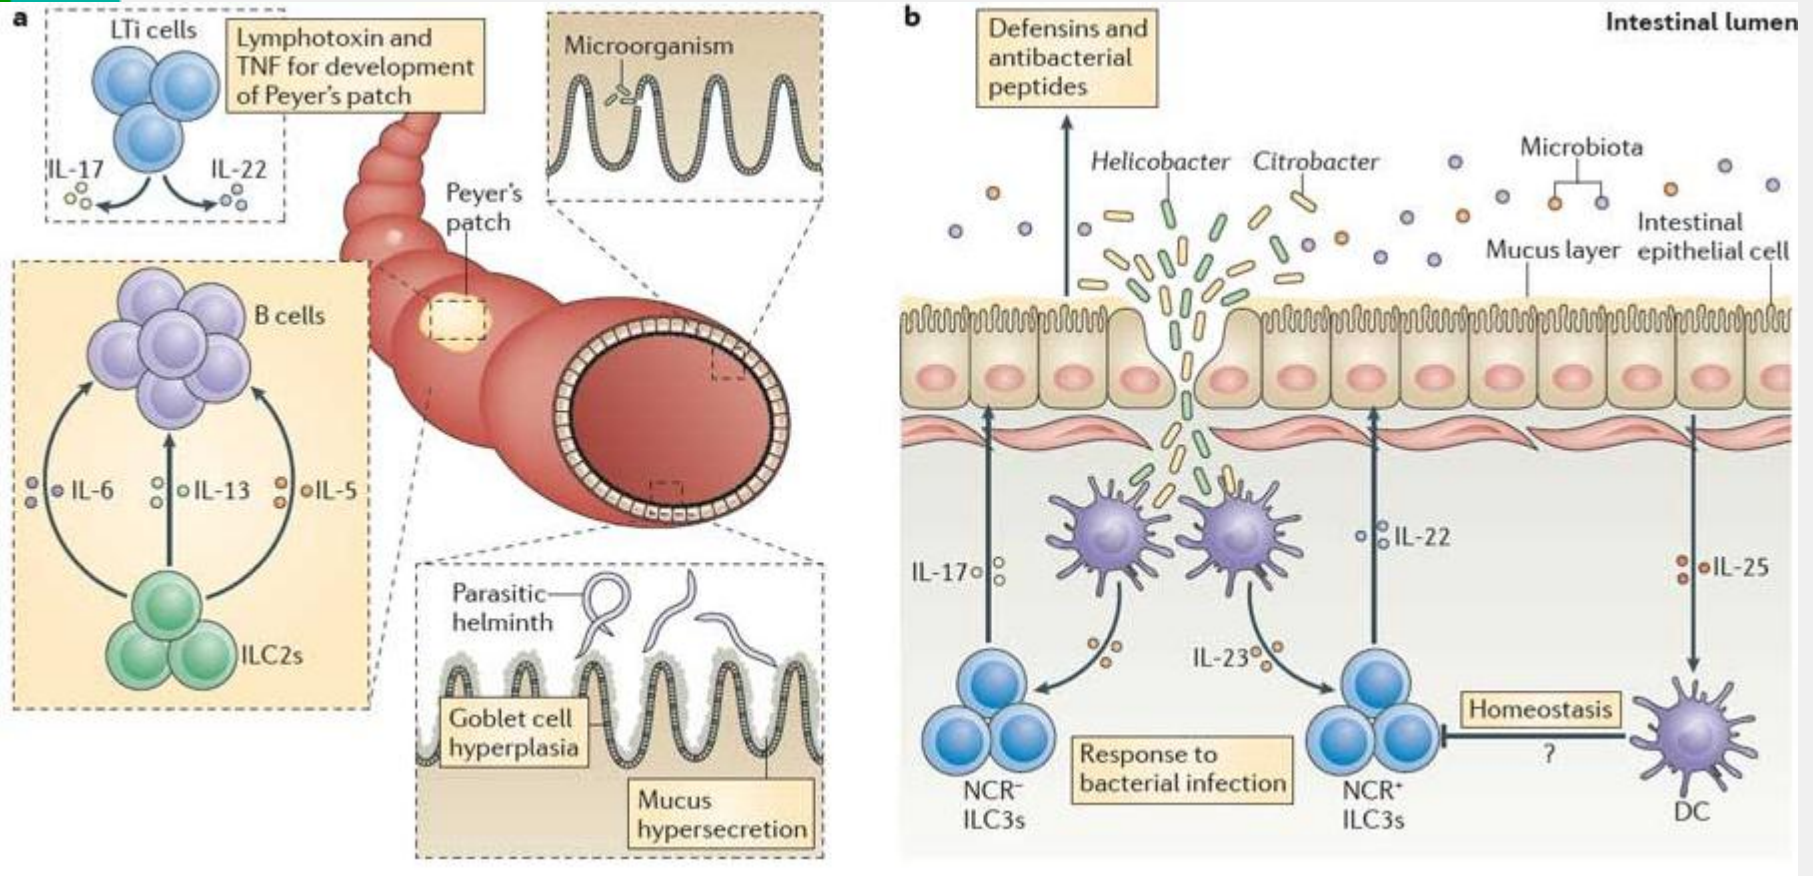 a
LTi cells
Lymphotoxin and
TNF for development
of Peyer's patch
IL-17
IL-22
Microorganism
Peyer's
patch
B cells
IL-6
IL-13
IL-5
ILC2s
Parasitic
helminth
Goblet cell
hyperplasia
Mucus
hypersecretion
b
Intestinal lumen
Defensins and
antibacterial
peptides
Helicobacter
Citrobacter
Microbiota
Mucus layer
Intestinal
epithelial cell
IL-17
IL-22
IL-25
IL-23
Homeostasis
?
Response to
bacterial infection
NCR⁻
ILC3s
NCR⁺
ILC3s
DC